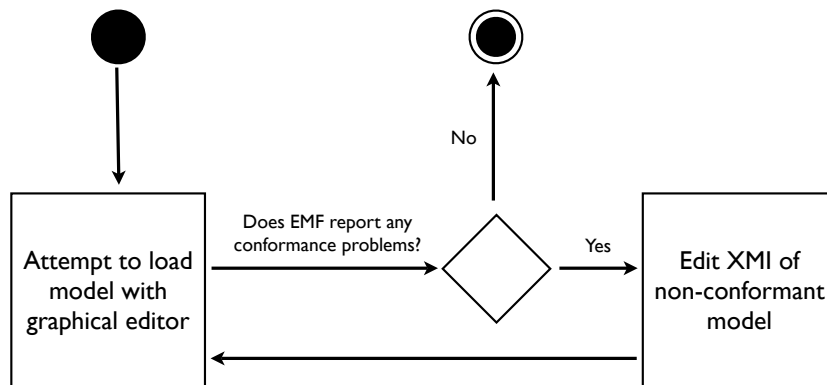 No
Does EMF report any
conformance problems?
Yes
Attempt to load
model with
graphical editor
Edit XMI of
non-conformant
model